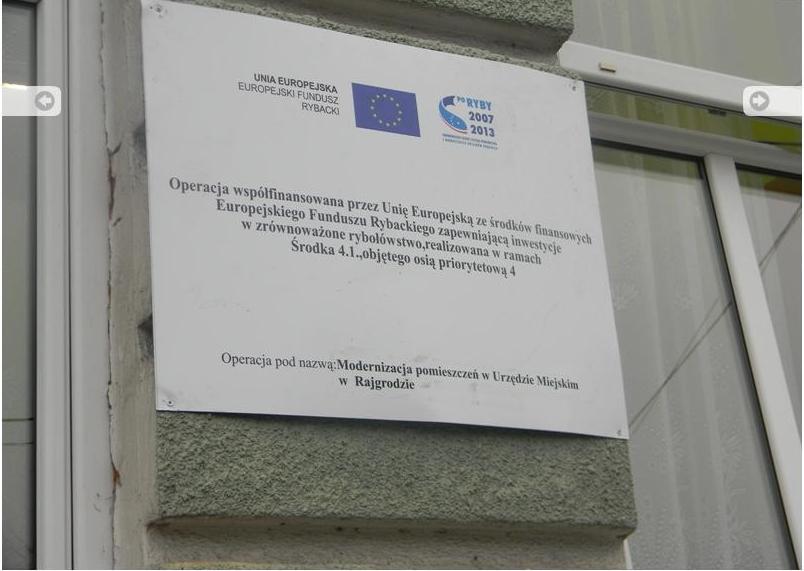 UNIA EUROPEJSKA
EUROPEJSKI FUNDUSZ
RYBACKI
PO RYBY
2007
2013
Operacja współfinansowana przez Unię Europejską ze środków finansowych
Europejskiego Funduszu Rybackiego zapewniającą inwestycje
w zrównoważone rybołówstwo,realizowana w ramach
Środka 4.1.,objętego osią priorytetową 4
Operacja pod nazwą:Modernizacja pomieszczeń w Urzędzie Miejskim
w Rajgrodzie